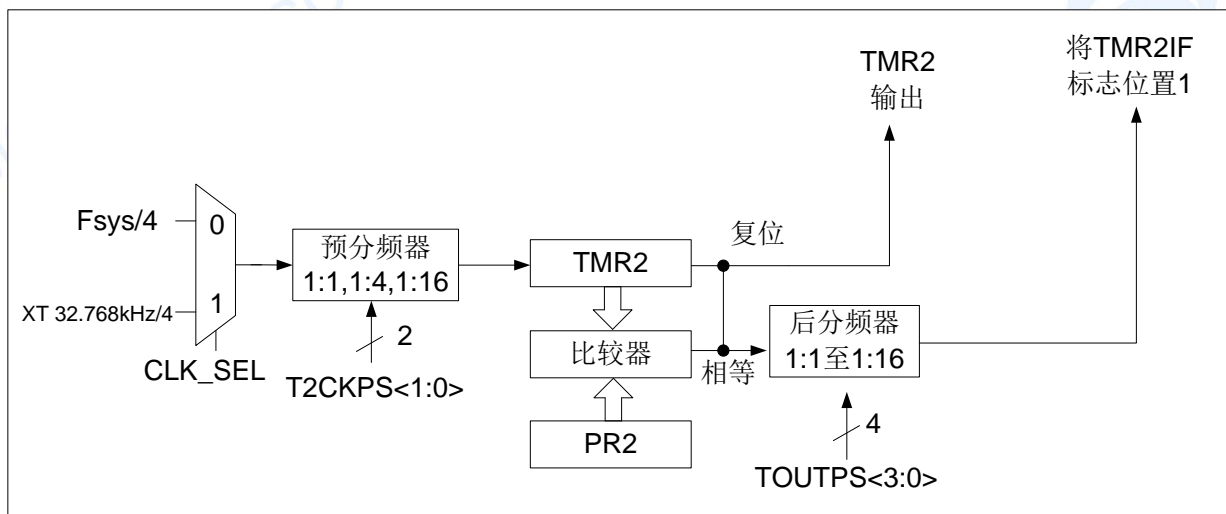 TMR2
输出
将TMR2IF
标志位置1
Fsys/4
0
预分频器
1:1,1:4,1:16
TMR2
复位
XT 32.768kHz/4
1
2
比较器
相等
后分频器
1:1至1:16
CLK_SEL
T2CKPS<1:0>
PR2
4
TOUTPS<3:0>